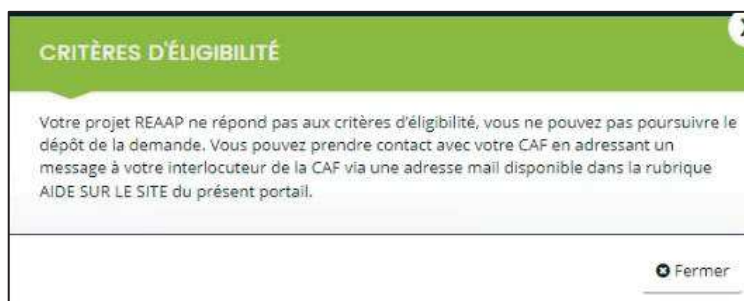 CRITÈRES D'ÉLIGIBILITÉ
Votre projet REAAP ne répond pas aux critères d'éligibilité, vous ne pouvez pas poursuivre le
dépôt de la demande. Vous pouvez prendre contact avec votre CAF en adressant un
message à votre interlocuteur de la CAF via une adresse mail disponible dans la rubrique
AIDE SUR LE SITE du présent portail.
Fermer